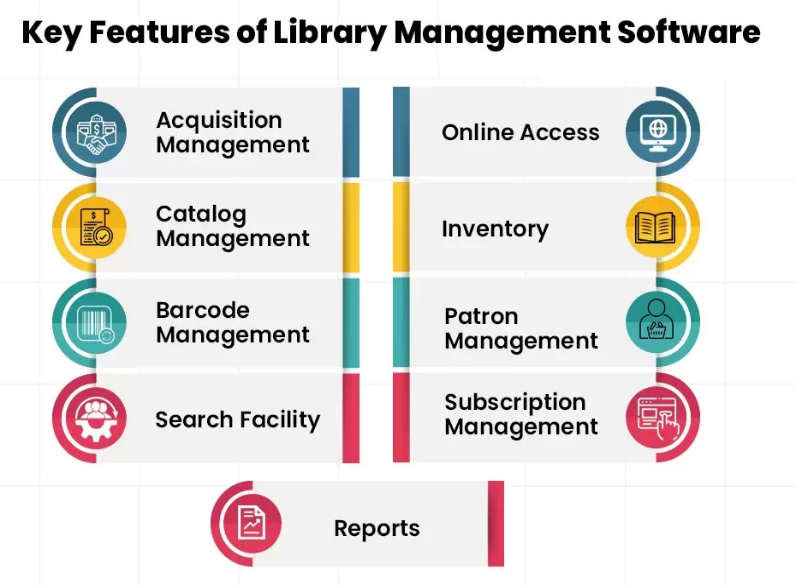 Key Features of Library Management Software
Acquisition
Management
Catalog
Management
Barcode
Management
Search Facility
Online Access
Inventory
Patron
Management
Subscription
Management
Reports